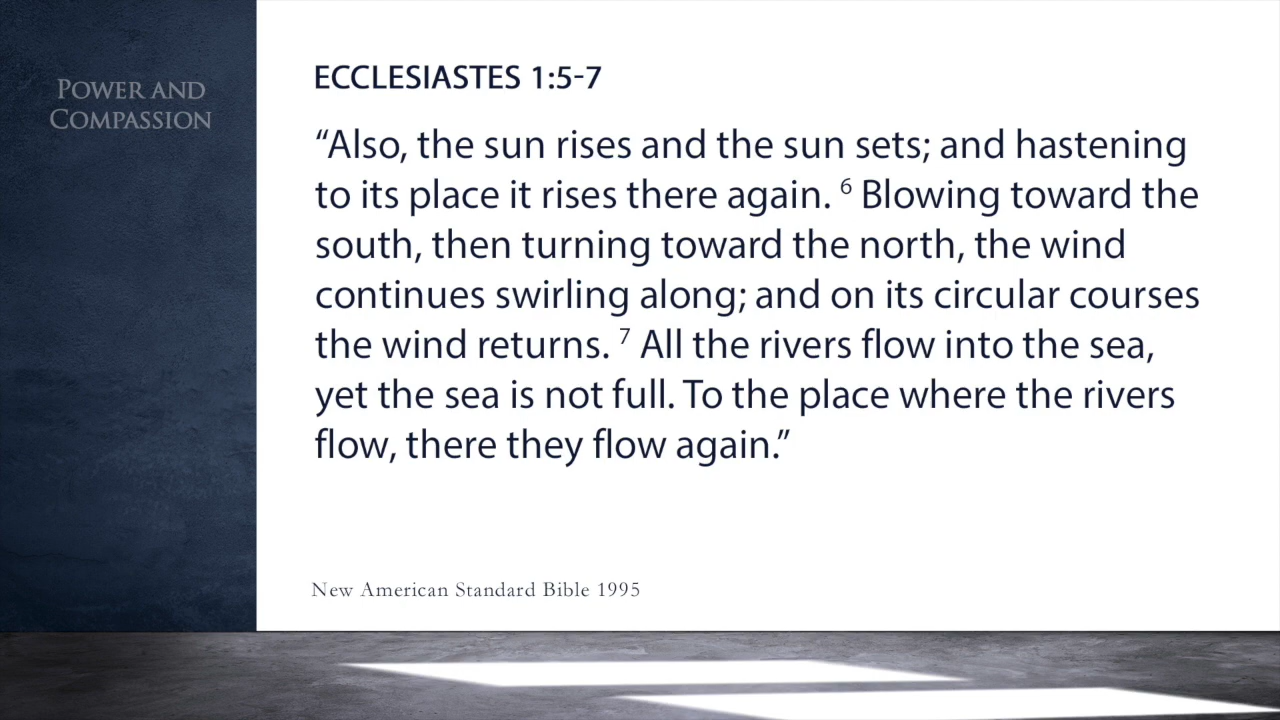 POWER AND
COMPASSION
ECCLESIASTES 1:5-7
“Also, the sun rises and the sun sets; and hastening
to its place it rises there again. ⁶ Blowing toward the
south, then turning toward the north, the wind
continues swirling along; and on its circular courses
the wind returns. ⁷ All the rivers flow into the sea,
yet the sea is not full. To the place where the rivers
flow, there they flow again.”
New American Standard Bible 1995